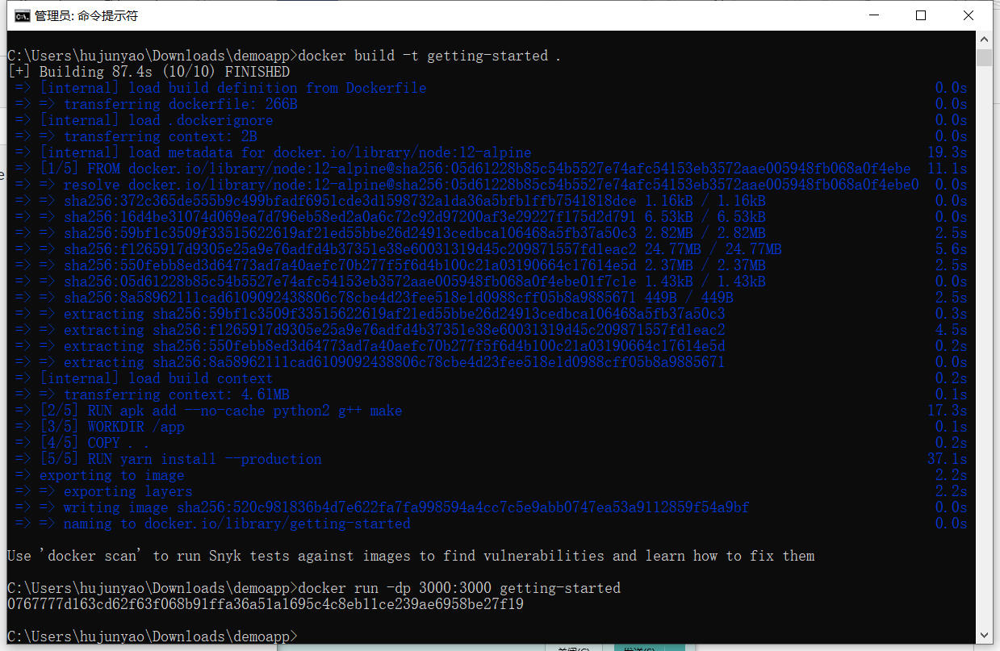 管理员: 命令提示符
C:\Users\hujunyao\Downloads\demoapp>docker build -t getting-started .
[+] Building 87.4s (10/10) FINISHED
=> [internal] load build definition from Dockerfile 0.0s
=> => transferring dockerfile: 266B 0.0s
=> [internal] load .dockerignore 0.0s
=> => transferring context: 2B 0.0s
=> [internal] load metadata for docker.io/library/node:12-alpine 19.3s
=> [1/5] FROM docker.io/library/node:12-alpine@sha256:05d61228b85c54b5527e74afc54153eb3572aae005948fb068a0f4ebe 11.1s
=> => resolve docker.io/library/node:12-alpine@sha256:05d61228b85c54b5527e74afc54153eb3572aae005948fb068a0f4ebe0 0.0s
=> => sha256:372c365de555b9c499bfadf6951cde3d1598732a1da36a5bfb1ffb7541818dce 1.16kB / 1.16kB 0.0s
=> => sha256:16d4be31074d069ea7d796eb58ed2a0a6c72c92d97200af3e29227f175d2d791 6.53kB / 6.53kB 0.0s
=> => sha256:59bf1c3509f33515622619af21ed55bbe26d24913cedbca106468a5fb37a50c3 2.82MB / 2.82MB 2.5s
=> => sha256:f1265917d9305e25a9e76adfd4b37351e38e60031319d45c209871557fd1eac2 24.77MB / 24.77MB 5.6s
=> => sha256:550febb8ed3d64773ad7a40aefc70b277f5f6d4b100c21a03190664c17614e5d 2.37MB / 2.37MB 2.5s
=> => sha256:05d61228b85c54b5527e74afc54153eb3572aae005948fb068a0f4ebe01f7c1e 1.43kB / 1.43kB 0.0s
=> => sha256:8a58962111cad6109092438806c78cbe4d23fee518e1d0988cff05b8a9885671 449B / 449B 2.5s
=> => extracting sha256:59bf1c3509f33515622619af21ed55bbe26d24913cedbca106468a5fb37a50c3 0.3s
=> => extracting sha256:f1265917d9305e25a9e76adfd4b37351e38e60031319d45c209871557fd1eac2 4.5s
=> => extracting sha256:550febb8ed3d64773ad7a40aefc70b277f5f6d4b100c21a03190664c17614e5d 0.2s
=> => extracting sha256:8a58962111cad6109092438806c78cbe4d23fee518e1d0988cff05b8a9885671 0.0s
=> [internal] load build context 0.2s
=> => transferring context: 4.61MB 0.1s
=> [2/5] RUN apk add --no-cache python2 g++ make 17.3s
=> [3/5] WORKDIR /app 0.1s
=> [4/5] COPY . . 0.2s
=> [5/5] RUN yarn install --production 37.1s
=> exporting to image 2.2s
=> => exporting layers 2.2s
=> => writing image sha256:520c981836b4d7e622fa7fa998594a4cc7c5e9abb0747ea53a9112859f54a9bf 0.0s
=> => naming to docker.io/library/getting-started 0.0s
Use 'docker scan' to run Snyk tests against images to find vulnerabilities and learn how to fix them
C:\Users\hujunyao\Downloads\demoapp>docker run -dp 3000:3000 getting-started
0767777d163cd62f63f068b91ffa36a51a1695c4c8eb11ce239ae6958be27f19
C:\Users\hujunyao\Downloads\demoapp>